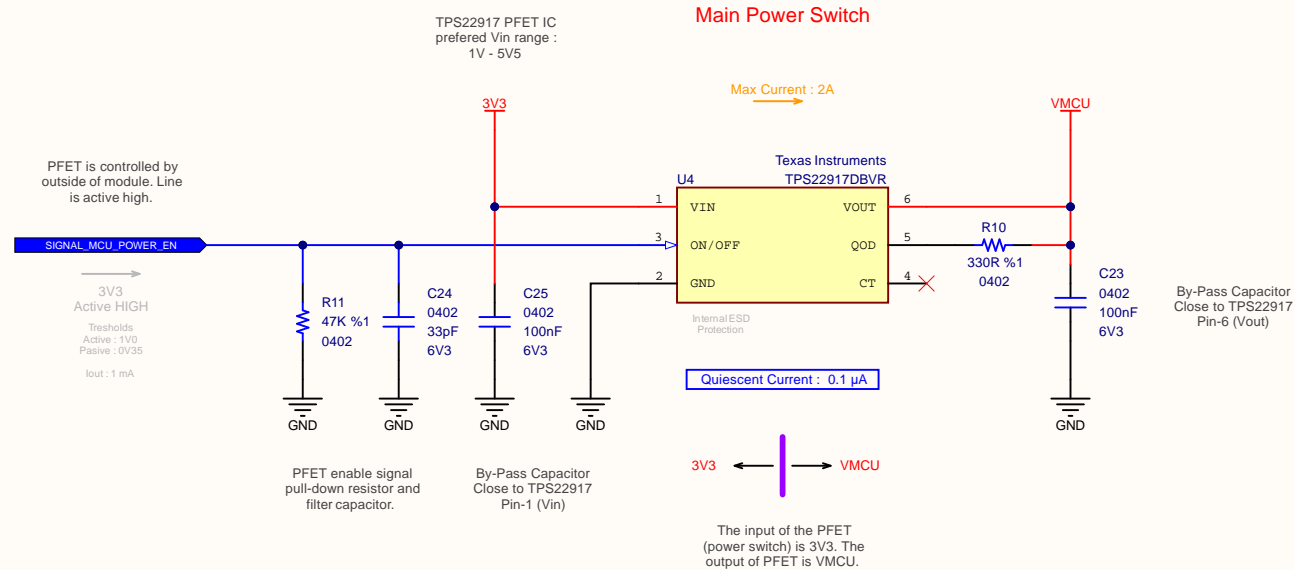 Main Power Switch
TPS22917 PFET IC
prefered Vin range :
1V - 5V5
Max Current : 2A
3V3
VMCU
PFET is controlled by
outside of module. Line
is active high.
SIGNAL_MCU_POWER_EN
3V3
Active HIGH
Tresholds
Active : 1V0
Pasive : 0V35
Iout : 1 mA
Texas Instruments
U4
TPS22917DBVR
1
VIN
VOUT
6
3
ON/OFF
QOD
5
2
GND
CT
4
R10
330R %1
0402
R11
47K %1
0402
C24
0402
33pF
6V3
C25
0402
100nF
6V3
C23
0402
100nF
6V3
By-Pass Capacitor
Close to TPS22917
Pin-6 (Vout)
Internal ESD
Protection
Quiescent Current : 0.1 µA
GND
GND
GND
GND
GND
PFET enable signal
pull-down resistor and
filter capacitor.
By-Pass Capacitor
Close to TPS22917
Pin-1 (Vin)
3V3
VMCU
The input of the PFET
(power switch) is 3V3. The
output of PFET is VMCU.